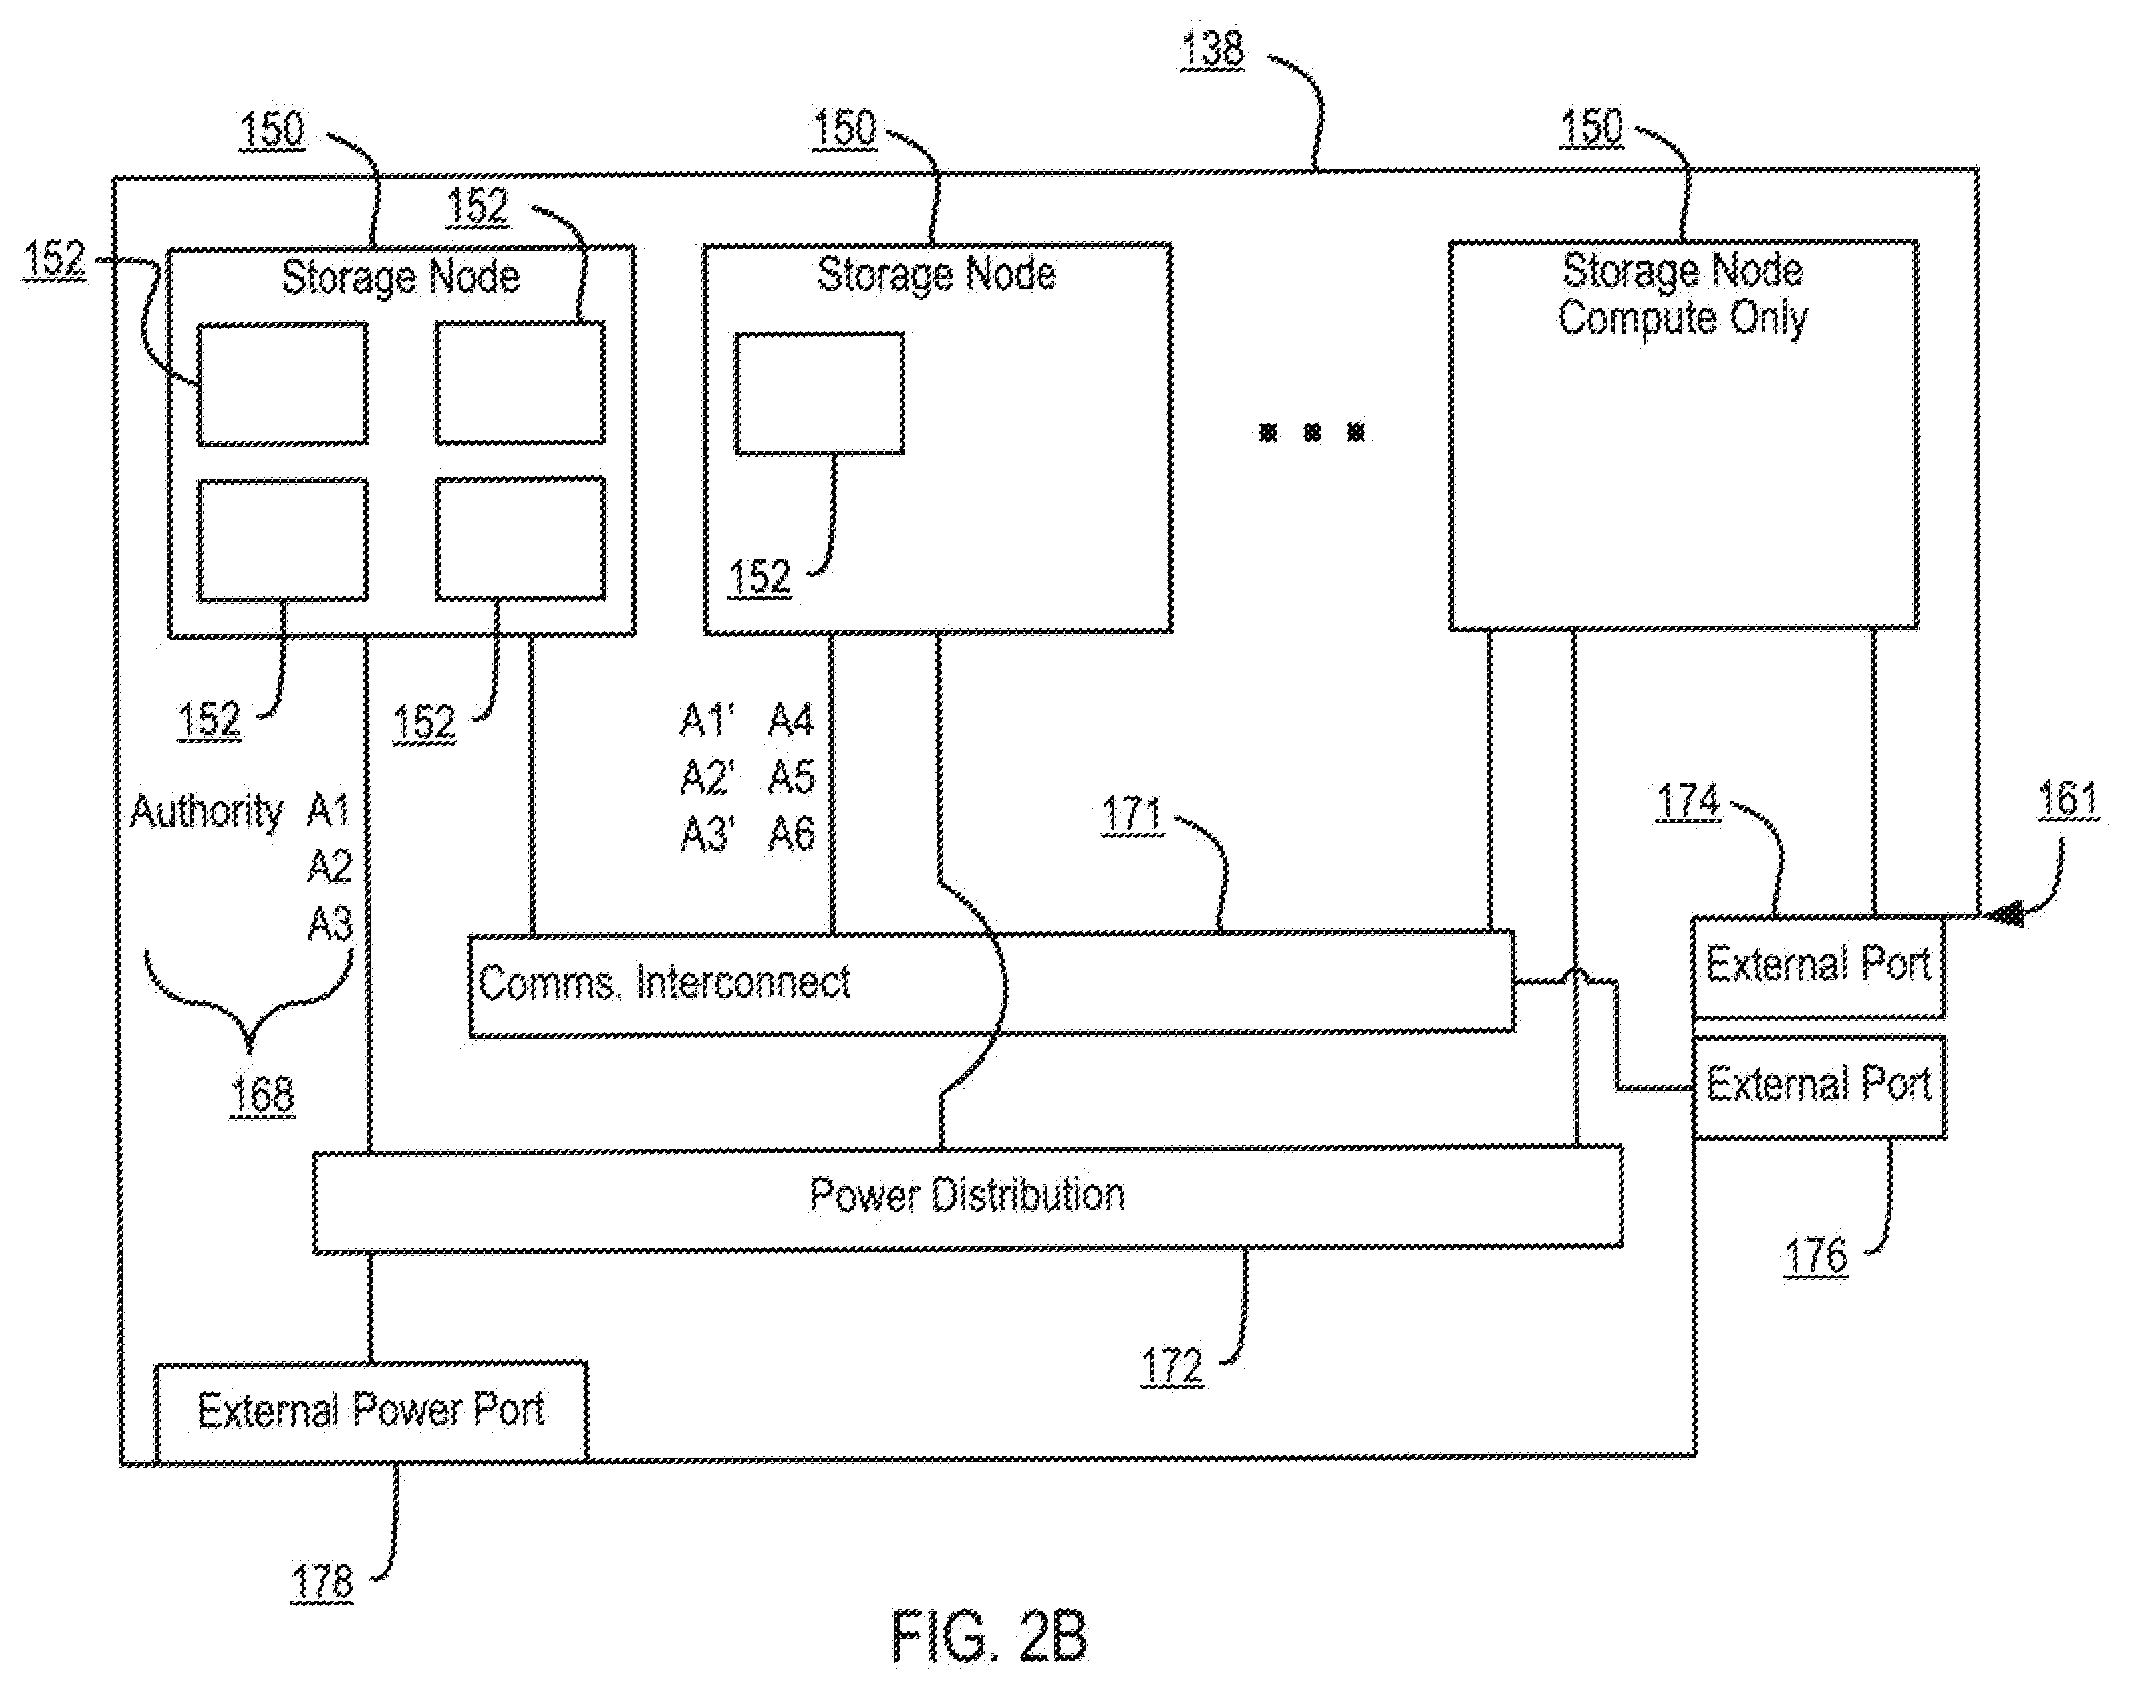 138
150
150
150
152
152
Storage Node
Storage Node
Storage Node
Compute Only
152
152
152
A1' A4
A2' A5
A3' A6
Authority A1
A2
A3
171
174
161
Comms. Interconnect
External Port
External Port
168
Power Distribution
176
172
External Power Port
178
FIG. 2B